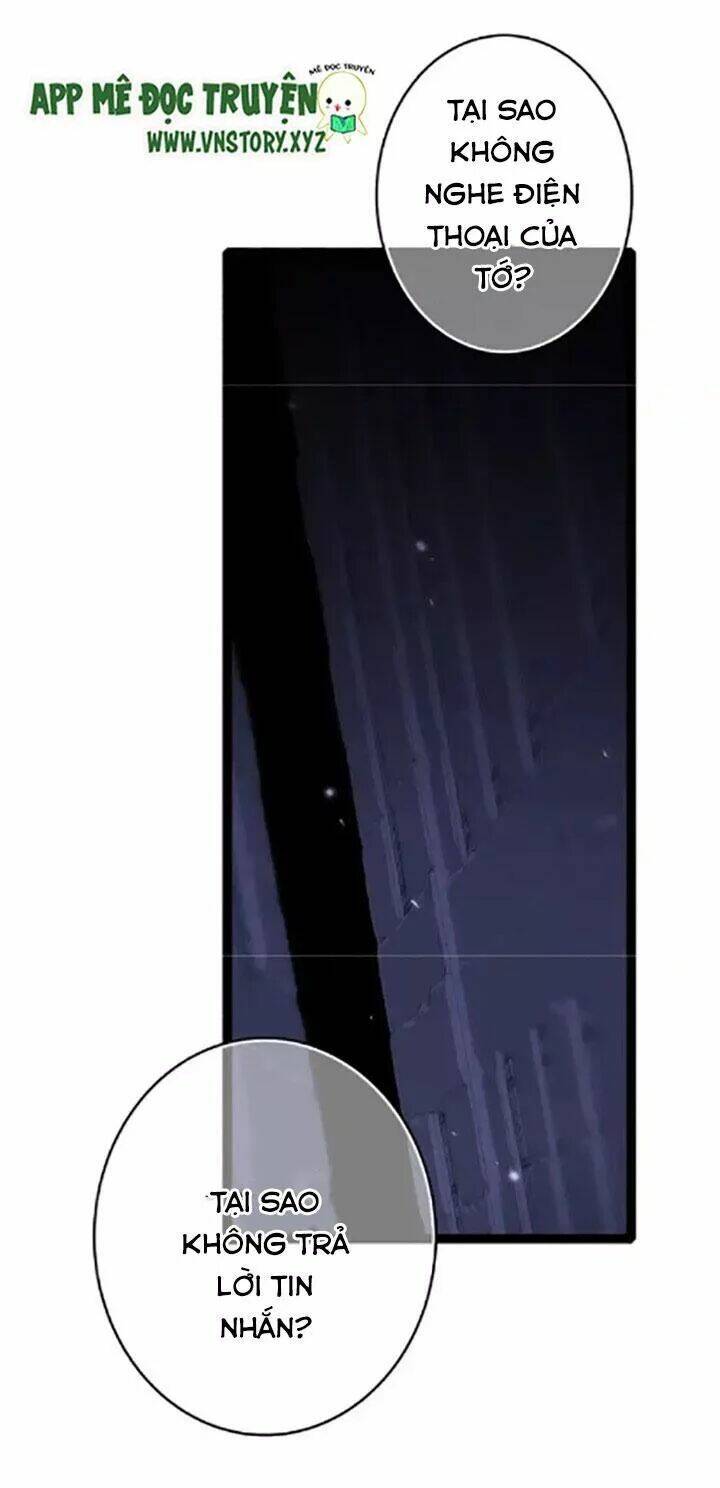 MÊ ĐỌC TRUYỆN
APP MÊ ĐỌC TRUYỆN
WWW.VNSTORY.XYZ
TẠI SAO
KHÔNG
NGHE ĐIỆN
THOẠI CỦA
TỚ?
TẠI SAO
KHÔNG TRẢ
LỜI TIN
NHẮN?